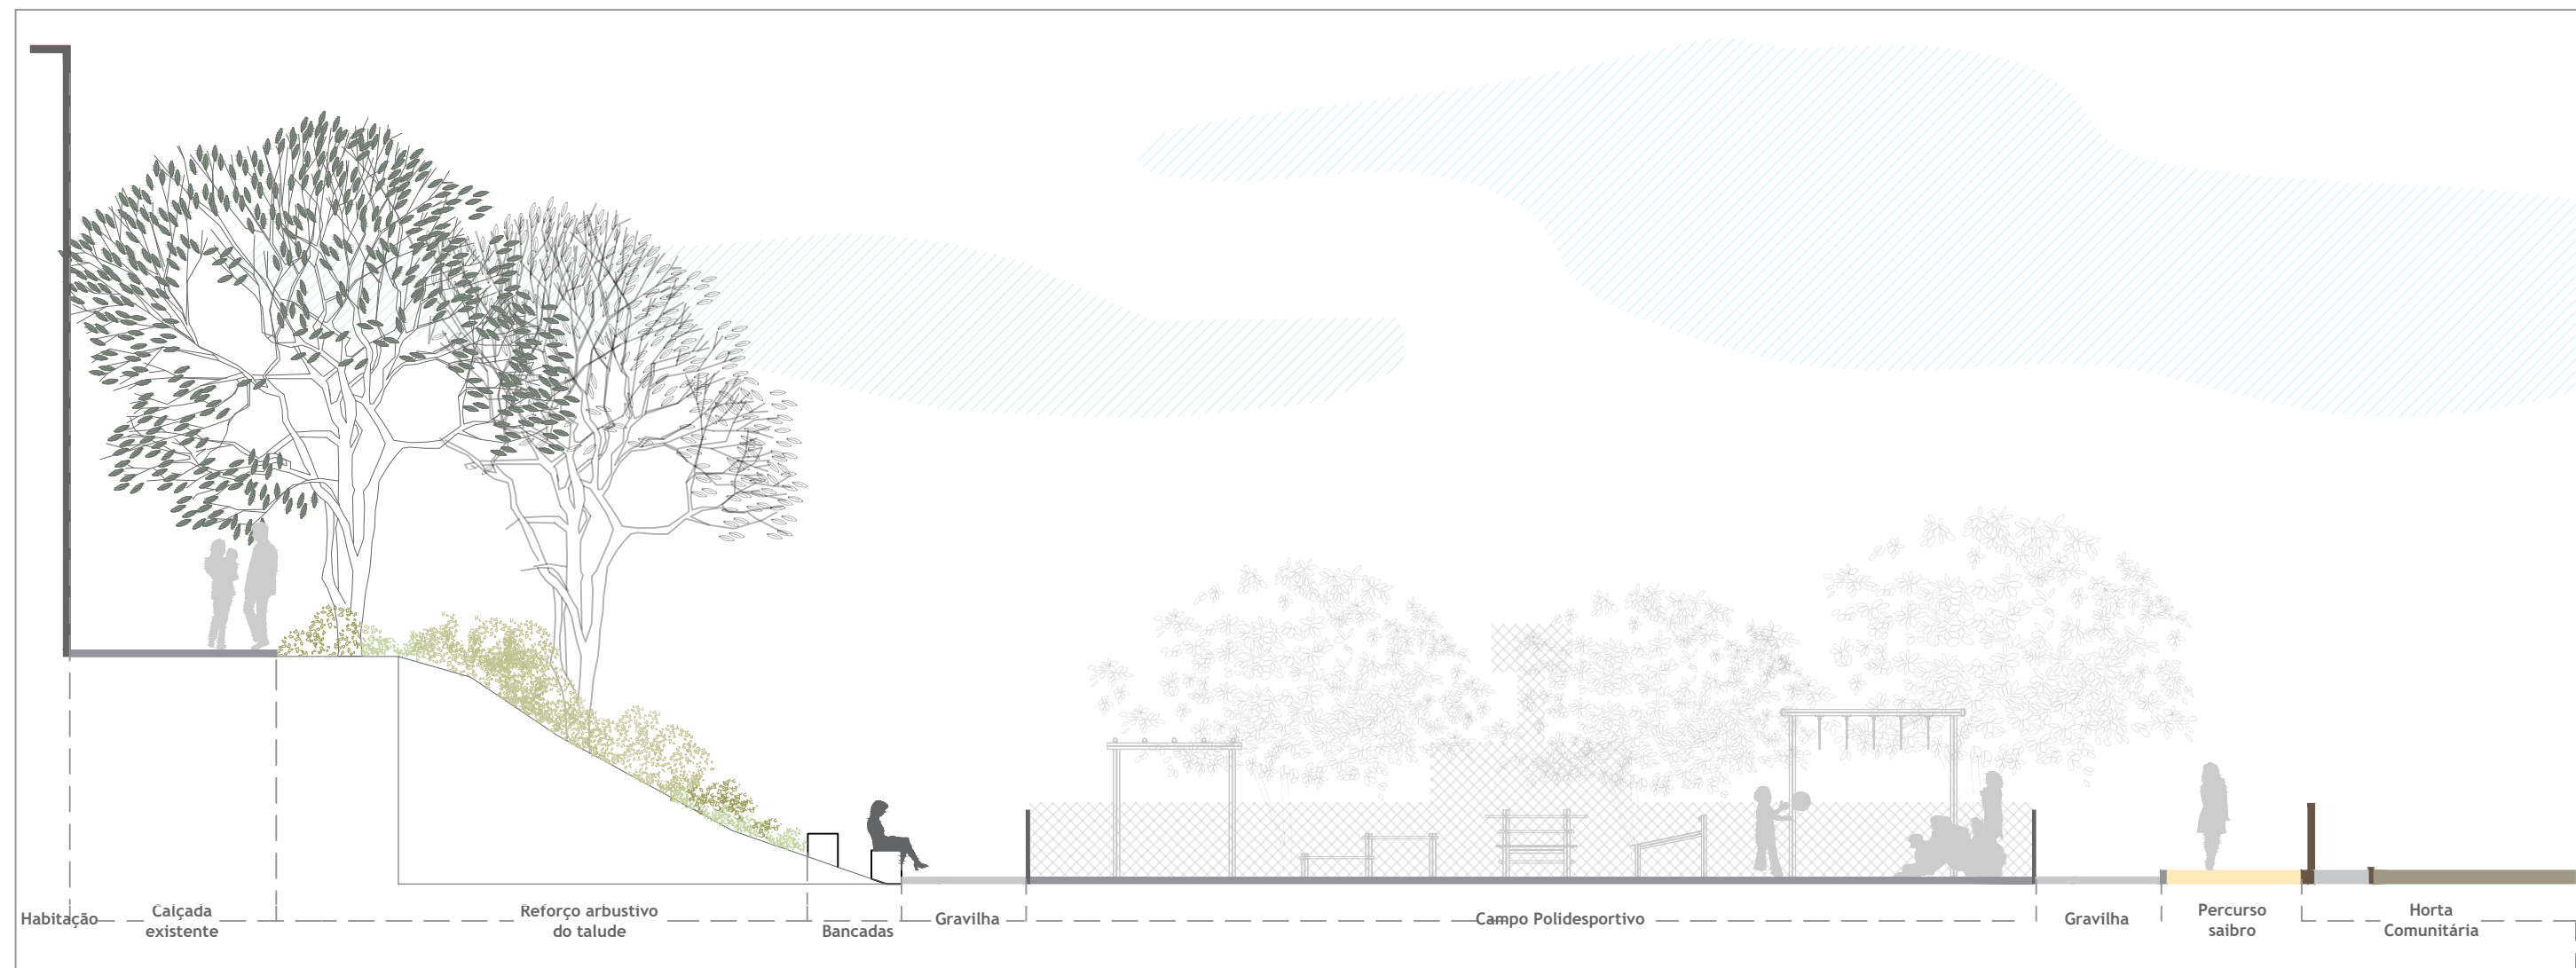 Habitação
Calçada
existente
Reforço arbustivo
do talude
Bancadas
Gravilha
Campo Polidesportivo
Gravilha
Percurso
saibro
Horta
Comunitária